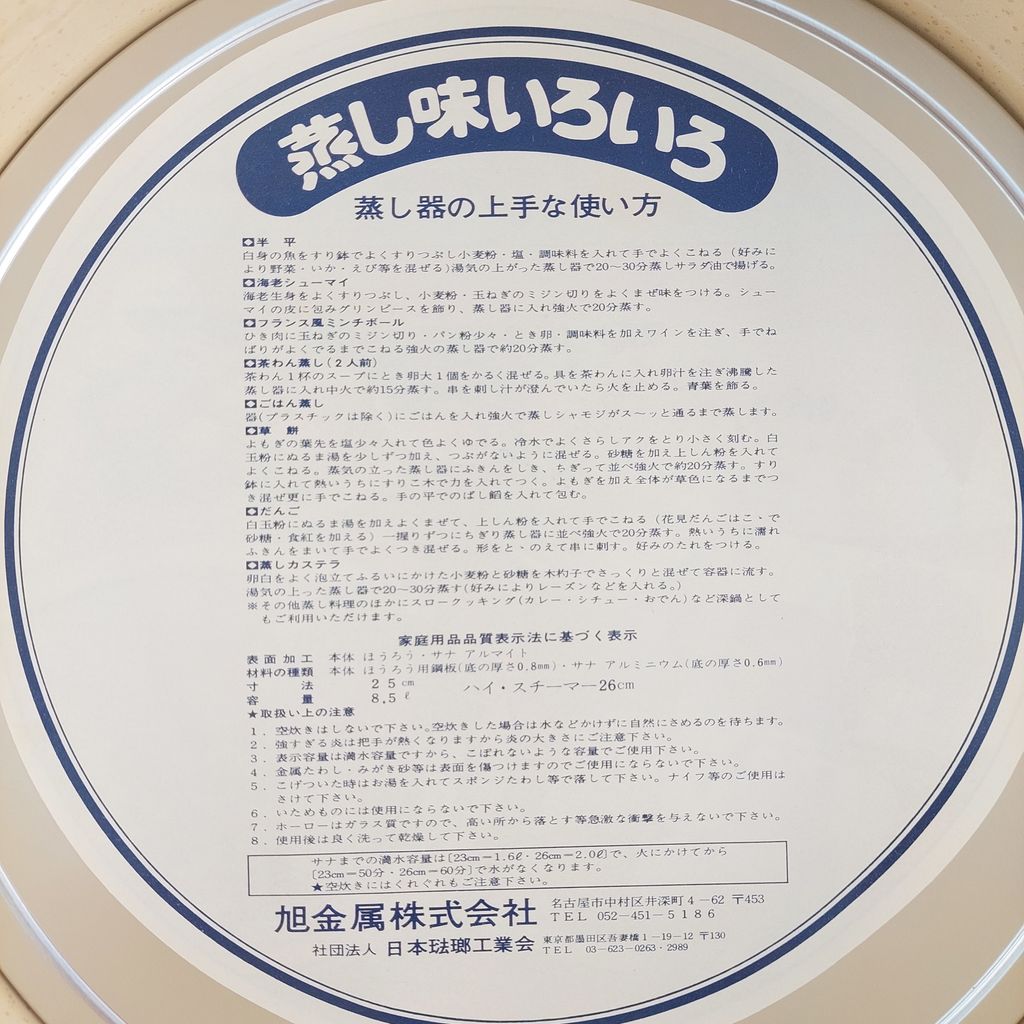 蒸し味いろいろ
蒸し器の上手な使い方
◘半　平
白身の魚をすり鉢でよくすりつぶし小麦粉・塩・調味料を入れて手でよくこねる（好みに
より野菜・いか・えび等を混ぜる）湯気の上がった蒸し器で20〜30分蒸しサラダ油で揚げる。
◘海老シューマイ
海老生身をよくすりつぶし、小麦粉・玉ねぎのミジン切りをよくまぜ味をつける。シュー
マイの皮に包みグリンピースを飾り、蒸し器に入れ強火で20分蒸す。
◘フランス風ミンチボール
ひき肉に玉ねぎのミジン切り・パン粉少々・とき卵・調味料を加えワインを注ぎ、手でね
ばりがよくでるまでこねる強火の蒸し器で約20分蒸す。
◘茶わん蒸し（２人前）
茶わん１杯のスープにとき卵大１個をかるく混ぜる。具を茶わんに入れ卵汁を注ぎ沸騰した
蒸し器に入れ中火で約15分蒸す。串を刺し汁が澄んでいたら火を止める。青葉を飾る。
◘ごはん蒸し
器(プラスチックは除く)にごはんを入れ強火で蒸しシャモジがス〜ッと通るまで蒸します。
◘草　餅
よもぎの葉先を塩少々入れて色よくゆでる。冷水でよくさらしアクをとり小さく刻む。白
玉粉にぬるま湯を少しずつ加え、つぶがないように混ぜる。砂糖を加え上しん粉を入れて
よくこねる。蒸気の立った蒸し器にふきんをしき、ちぎって並べ強火で約20分蒸す。すり
鉢に入れて熱いうちにすりこ木で力を入れてつく。よもぎを加え全体が草色になるまでつ
き混ぜ更に手でこねる。手の平でのばし餡を入れて包む。
◘だんご
白玉粉にぬるま湯を加えよくまぜて、上しん粉を入れて手でこねる（花見だんごはこゝで
砂糖・食紅を加える）一握りずつにちぎり蒸し器に並べ強火で20分蒸す。熱いうちに濡れ
ふきんをまいて手でよくつき混ぜる。形をとゝのえて串に刺す。好みのたれをつける。
◘蒸しカステラ
卵白をよく泡立てふるいにかけた小麦粉と砂糖を木杓子でさっくりと混ぜて容器に流す。
湯気の上った蒸し器で20〜30分蒸す(好みによりレーズンなどを入れる。)
※その他蒸し料理のほかにスロークッキング(カレー・シチュー・おでん)など深鍋として
もご利用いただけます。
家庭用品品質表示法に基づく表示
表面加工　本体 ほうろう・サナ アルマイト
材料の種類　本体 ほうろう用鋼板(底の厚さ0.8mm)・サナ アルミニウム(底の厚さ0.6mm)
寸　　法　２５cm　ハイ・スチーマー26cm
容　　量　8.5ℓ
★取扱い上の注意
１．空炊きはしないで下さい。空炊きした場合は水などかけずに自然にさめるのを待ちます。
２．強すぎる炎は把手が熱くなりますから炎の大きさにご注意下さい。
３．表示容量は満水容量ですから、こぼれないような容量でご使用下さい。
４．金属たわし・みがき砂等は表面を傷つけますのでご使用にならないで下さい。
５．こげついた時はお湯を入れてスポンジたわし等で落して下さい。ナイフ等のご使用は
さけて下さい。
６．いためものには使用にならないで下さい。
７．ホーローはガラス質ですので、高い所から落とす等急激な衝撃を与えないで下さい。
８．使用後は良く洗って乾燥して下さい。
サナまでの満水容量は〔23cm－1.6ℓ・26cm－2.0ℓ〕で、火にかけてから
〔23cm－50分・26cm－60分〕で水がなくなります。
★空炊きにはくれぐれもご注意下さい。
旭金属株式会社　名古屋市中村区井深町４－62 〒453
ＴＥＬ 052－451－５１８６
社団法人 日本琺瑯工業会　東京都墨田区吾妻橋１－19－12 〒130
ＴＥＬ 03－623－0263・2989